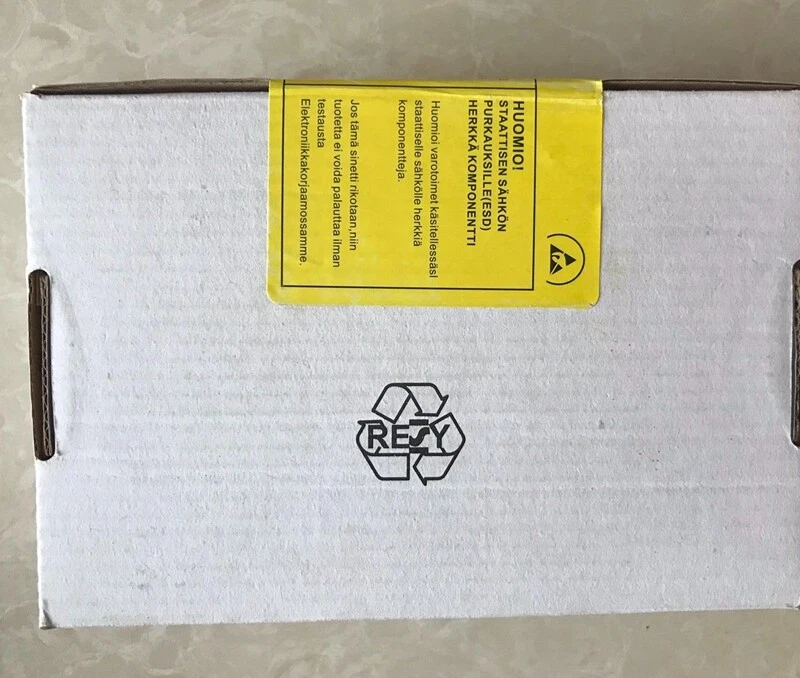 HUOMIO!
STAATTISEN SÄHKÖN
PURKAUKSILLE(ESD)
HERKKÄ KOMPONENTTI
Huomioi varotoimet käsitellessäsl
staattiselle sähkölle herkkiä
komponentteja.
Jos tämä sinetti rikotaan,niin
tuotetta ei voida palauttaa ilman
testausta
Elektroniikkakorjaamossamme.
RESY